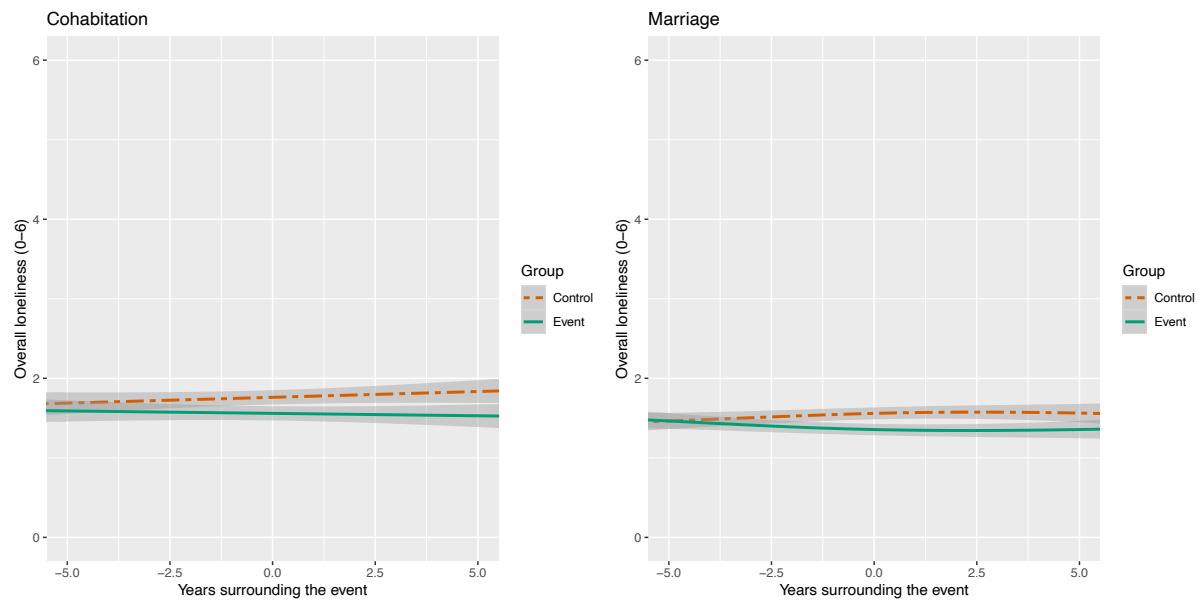 Cohabitation
Overall loneliness (0−6)
6
4
2
0
−5.0 −2.5 0.0 2.5 5.0
Years surrounding the event
Group
Control
Event
Marriage
Overall loneliness (0−6)
6
4
2
0
−5.0 −2.5 0.0 2.5 5.0
Years surrounding the event
Group
Control
Event